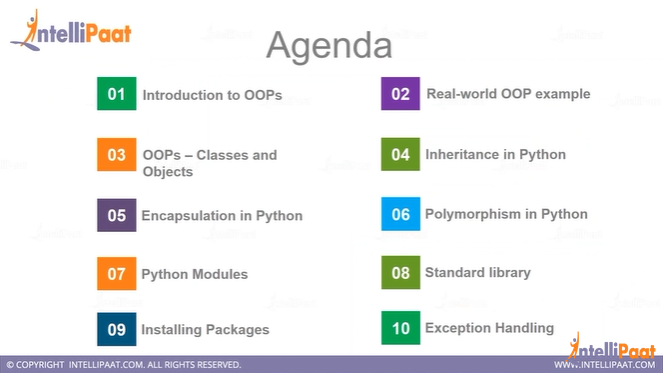 IntelliPaat
Agenda
01 Introduction to OOPs
02 Real-world OOP example
03 OOPs – Classes and
Objects
04 Inheritance in Python
05 Encapsulation in Python
06 Polymorphism in Python
07 Python Modules
08 Standard library
09 Installing Packages
10 Exception Handling
© COPYRIGHT INTELLIPAAT.COM. ALL RIGHTS RESERVED.
IntelliPaat
WWW.INTELLIPAAT.COM